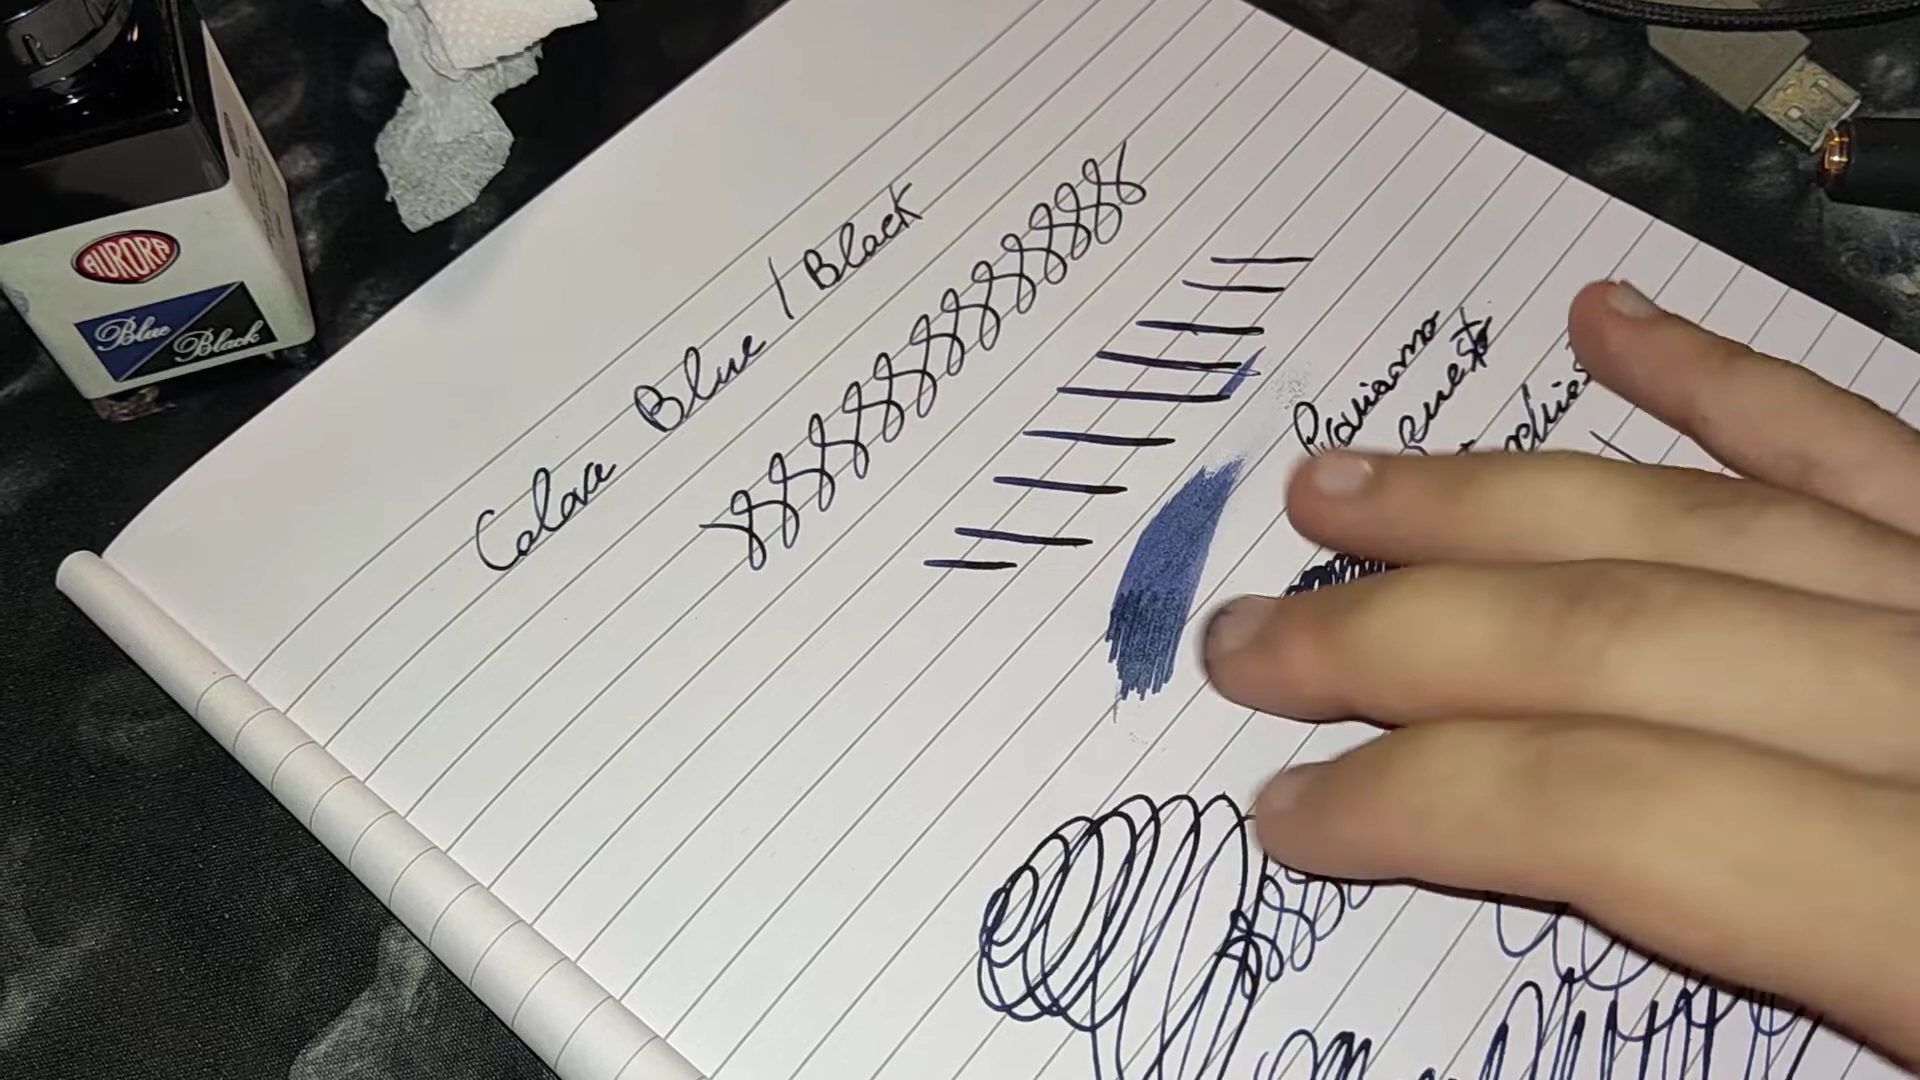 AURORA
Blue
Black
Colore Blue / Black
Proviamo
questo